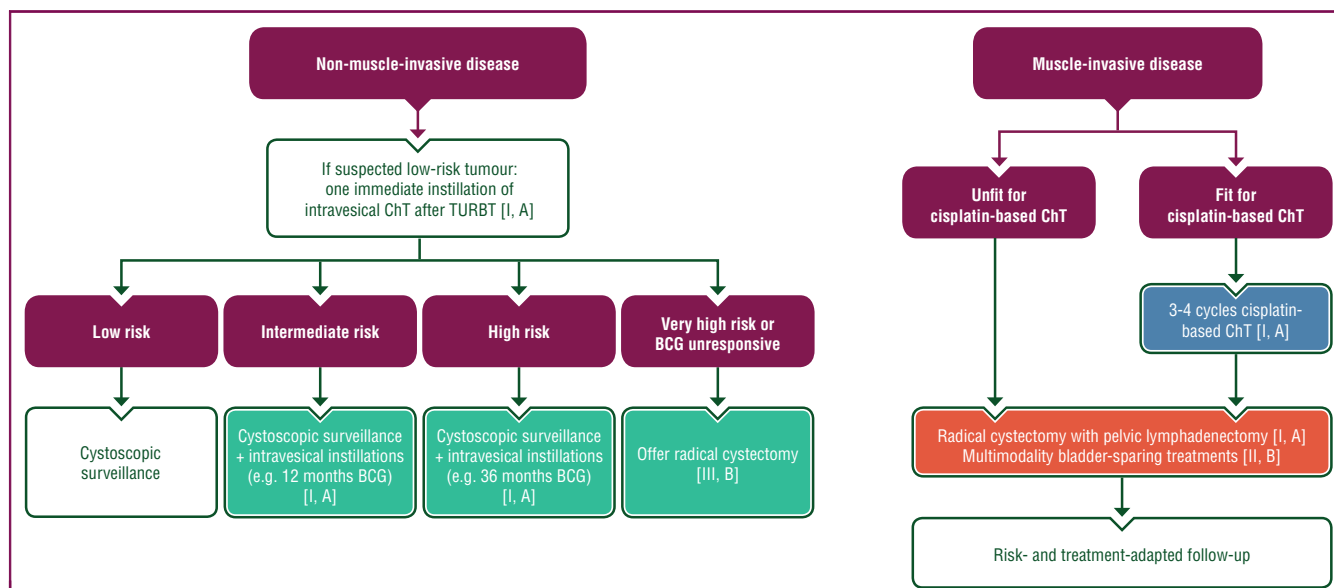 Non-muscle-invasive disease
If suspected low-risk tumour:
one immediate instillation of
intravesical ChT after TURBT [I, A]
Low risk
Intermediate risk
High risk
Very high risk or
BCG unresponsive
Cystoscopic
surveillance
Cystoscopic surveillance
+ intravesical instillations
(e.g. 12 months BCG)
[I, A]
Cystoscopic surveillance
+ intravesical instillations
(e.g. 36 months BCG)
[I, A]
Offer radical cystectomy
[III, B]
Muscle-invasive disease
Unfit for
cisplatin-based ChT
Fit for
cisplatin-based ChT
3-4 cycles cisplatin-
based ChT [I, A]
Radical cystectomy with pelvic lymphadenectomy [I, A]
Multimodality bladder-sparing treatments [II, B]
Risk- and treatment-adapted follow-up